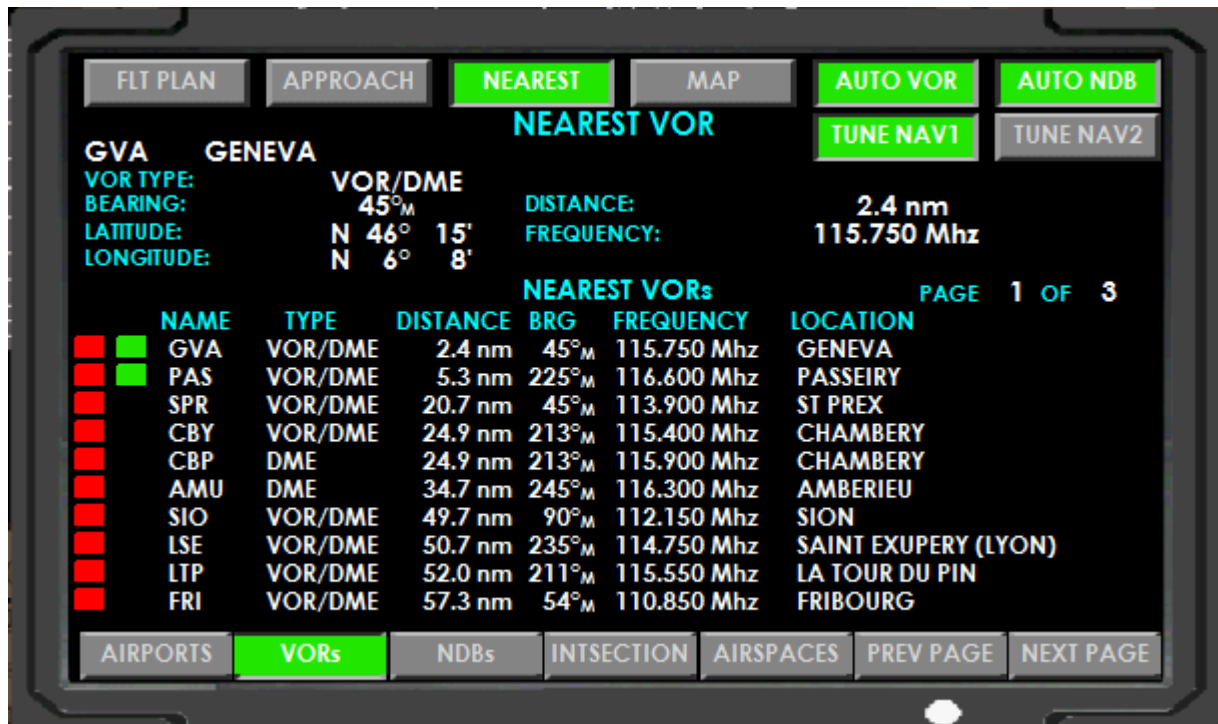 FLT PLAN APPROACH NEAREST MAP AUTO VOR AUTO NDB
NEAREST VOR TUNE NAV1 TUNE NAV2
GVA GENEVA
VOR TYPE: VOR/DME
BEARING: 45°M DISTANCE: 2.4 nm
LATITUDE: N 46° 15' FREQUENCY: 115.750 Mhz
LONGITUDE: N 6° 8'
NEAREST VORs PAGE 1 OF 3
NAME TYPE DISTANCE BRG FREQUENCY LOCATION
GVA VOR/DME 2.4 nm 45°M 115.750 Mhz GENEVA
PAS VOR/DME 5.3 nm 225°M 116.600 Mhz PASSEIRY
SPR VOR/DME 20.7 nm 45°M 113.900 Mhz ST PREX
CBY VOR/DME 24.9 nm 213°M 115.400 Mhz CHAMBERY
CBP DME 24.9 nm 213°M 115.900 Mhz CHAMBERY
AMU DME 34.7 nm 245°M 116.300 Mhz AMBERIEU
SIO VOR/DME 49.7 nm 90°M 112.150 Mhz SION
LSE VOR/DME 50.7 nm 235°M 114.750 Mhz SAINT EXUPERY (LYON)
LTP VOR/DME 52.0 nm 211°M 115.550 Mhz LA TOUR DU PIN
FRI VOR/DME 57.3 nm 54°M 110.850 Mhz FRIBOURG
AIRPORTS VORs NDBs INTSECTION AIRSPACES PREV PAGE NEXT PAGE